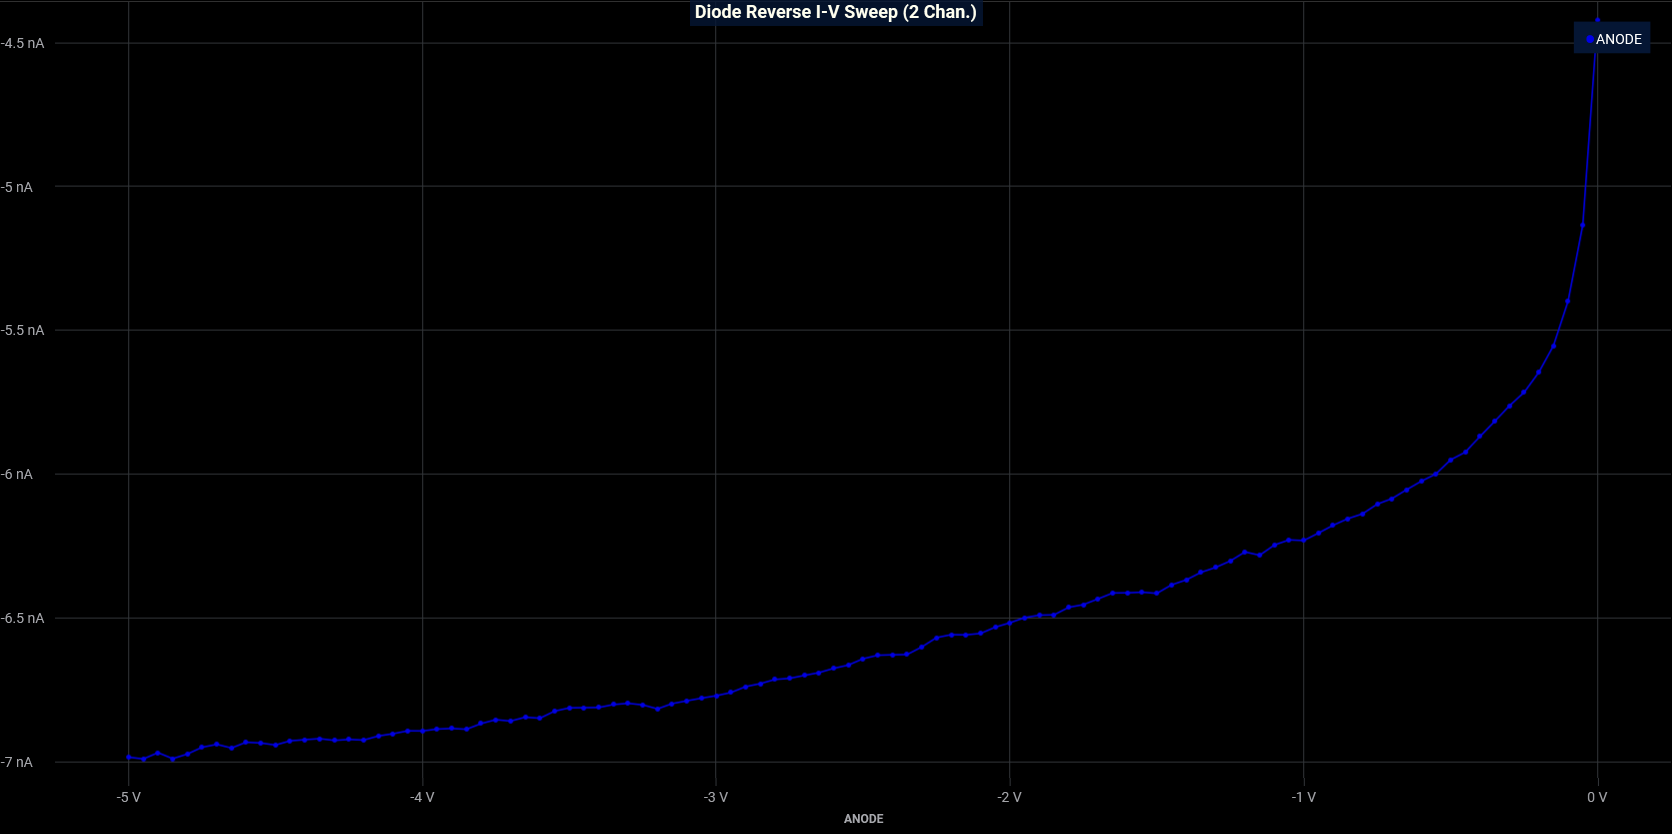 Diode Reverse I-V Sweep (2 Chan.)
ANODE
-4.5 nA
-5 nA
-5.5 nA
-6 nA
-6.5 nA
-7 nA
-5 V
-4 V
-3 V
-2 V
-1 V
0 V
ANODE